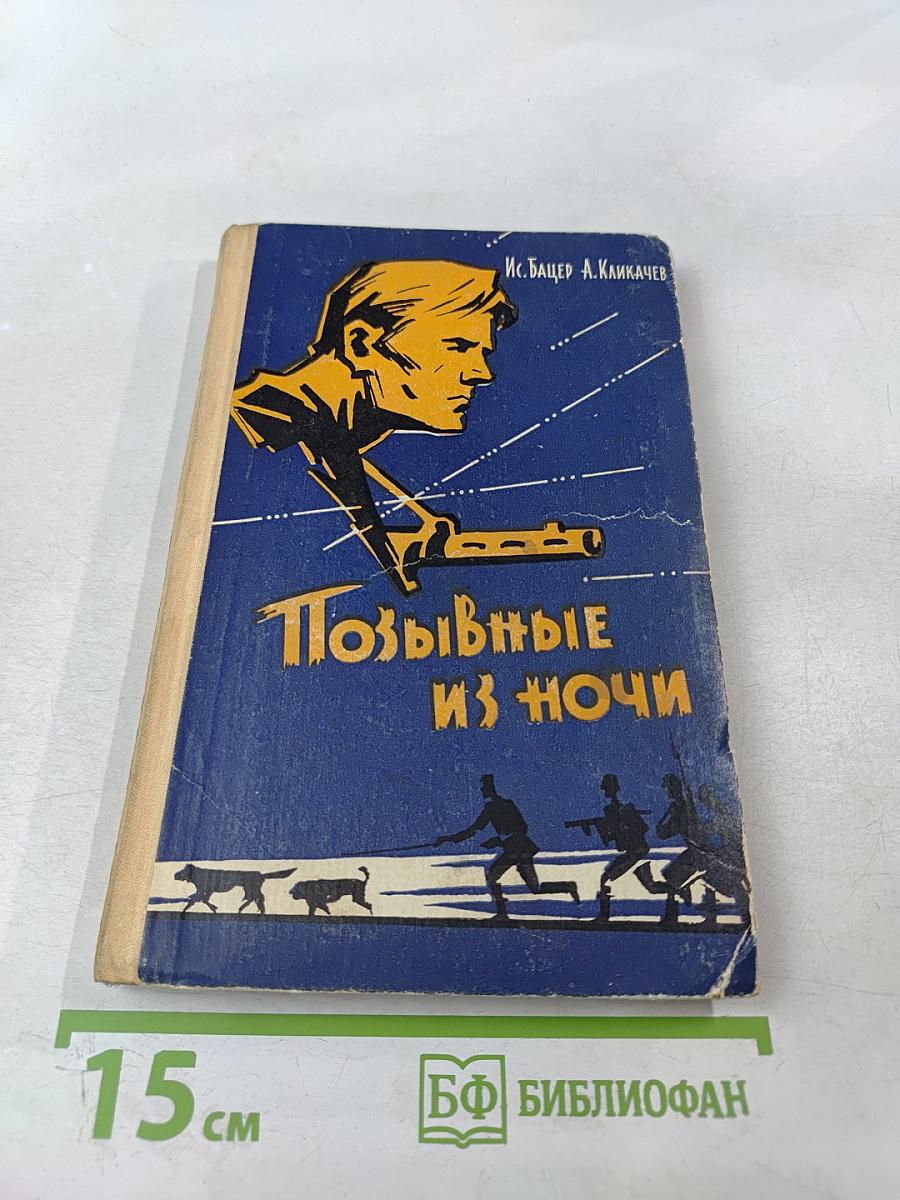 Ис. Бацер А. Кликачев
Позывные
из ночи
15 см
БФ БИБЛИОФАН